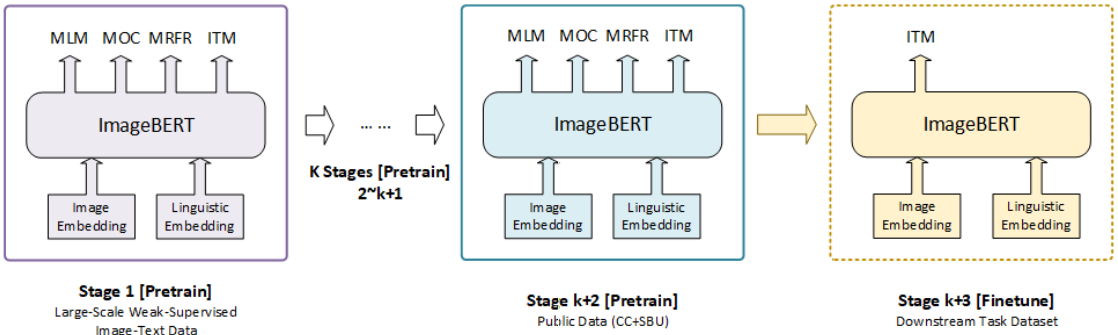 MLM MOC MRFR ITM
ImageBERT
Image
Embedding
Linguistic
Embedding
Stage 1 [Pretrain]
Large-Scale Weak-Supervised
Image-Text Data
... ...
K Stages [Pretrain]
2~k+1
MLM MOC MRFR ITM
ImageBERT
Image
Embedding
Linguistic
Embedding
Stage k+2 [Pretrain]
Public Data (CC+SBU)
ITM
ImageBERT
Image
Embedding
Linguistic
Embedding
Stage k+3 [Finetune]
Downstream Task Dataset